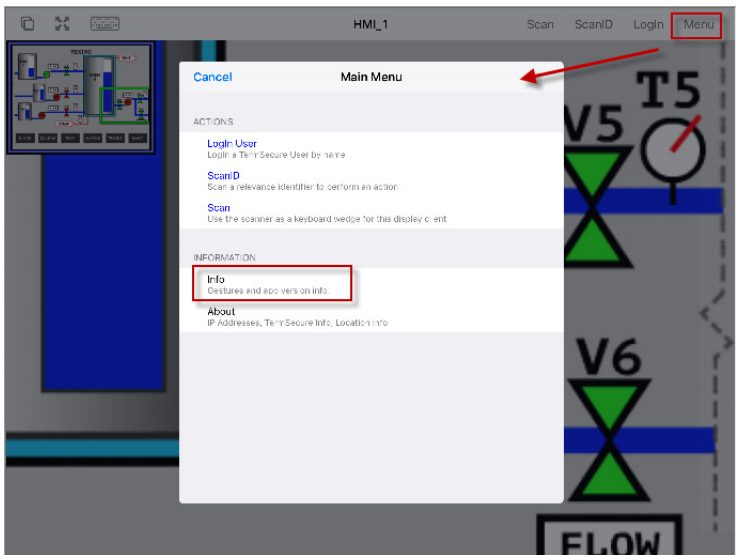 HMI_1
Scan
ScanID
LogIn
Menu
MIXING
Cancel
Main Menu
ACTIONS
LogIn User
LogIn a TermSecure User by name
ScanID
Scan a relevance identifier to perform an action
Scan
Use the scanner as a keyboard wedge for this display client
INFORMATION
Info
Gestures and app version info.
About
IP Addresses, TermSecure Info, Location Info
T5
V5
V6
FLOW